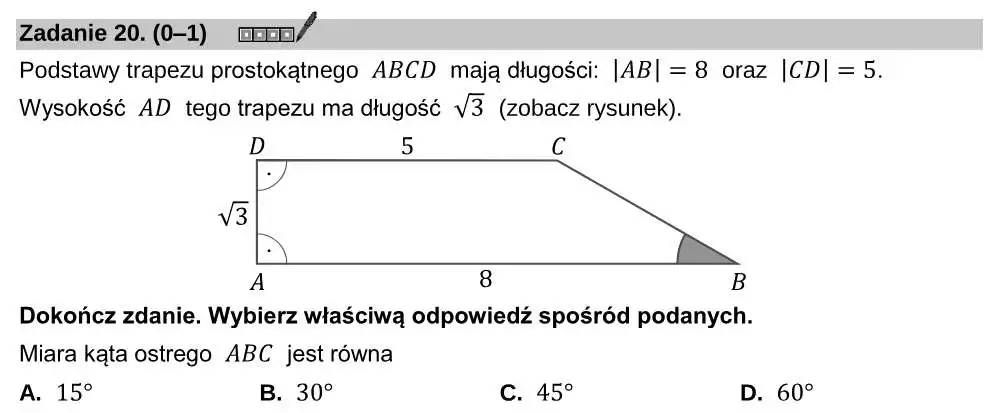 Zadanie 20. (0–1)
Podstawy trapezu prostokątnego ABCD mają długości: |AB| = 8 oraz |CD| = 5.
Wysokość AD tego trapezu ma długość √3 (zobacz rysunek).
D 5 C
√3
A 8 B
Dokończ zdanie. Wybierz właściwą odpowiedź spośród podanych.
Miara kąta ostrego ABC jest równa
A. 15° B. 30° C. 45° D. 60°